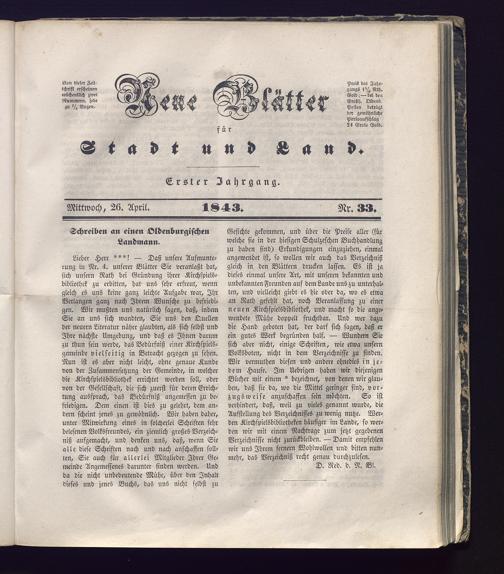 Von dieser Zeit-
schrift erscheinen
wöchentlich zwei
Nummern, jede
zu ½ Bogen.
Neue Blätter
für
Stadt und Land.
Preis des Jahr-
gangs 1½ Rth.
Gold; — bei den
Großh. Oldenb.
Posten beträgt
der gewöhnliche
Portoaufschlag
24 Grote Gold.
Erster Jahrgang.
Mittwoch, 26. April. 1843. Nr. 33.
Schreiben an einen Oldenburgischen
Landmann.
Lieber Herr ***! — Daß unsre Aufmunte-
rung in Nr. 4. unsrer Blätter Sie veranlaßt hat,
sich unsern Rath bei Gründung Ihrer Kirchspiels-
bibliothek zu erbitten, hat uns sehr erfreut, wenn
gleich es uns keine ganz leichte Aufgabe war, Ihr
Verlangen ganz nach Ihrem Wunsche zu befriedi-
gen. Wir mußten uns natürlich sagen, daß, indem
Sie an uns sich wandten, Sie uns den Quellen
der neuern Literatur näher glaubten, als sich selbst und
Ihre nächste Umgebung, und daß es Ihnen darum
zu thun sein werde, das Bedürfniß einer Kirchspiels-
gemeinde vielseitig in Betracht gezogen zu sehen.
Nun ist es aber nicht leicht, ohne genaue Kunde
von der Zusammensetzung der Gemeinde, in welcher
die Kirchspielsbibliothek errichtet werden soll, oder
von der Gesellschaft, die sich zuerst für deren Errich-
tung aussprach, das Bedürfniß angemessen zu be-
friedigen. Dem einen ist dies zu gelehrt, dem an-
dern scheint jenes zu gewöhnlich. Wir haben daher,
unter Mitwirkung eines in solcherlei Schriften sehr
belesenen Volksfreundes, ein ziemlich großes Verzeich-
niß aufgemacht, und denken uns, daß, wenn Sie
alle diese Schriften nach und nach anschaffen soll-
ten, Sie auch für allerlei Mitglieder Ihrer Ge-
meinde Angemessenes darunter finden werden. Und
da die nicht unbedeutende Mühe, über den Inhalt
dieses und jenes Buchs, das uns nicht selbst zu
Gesichte gekommen, und über die Preise aller (für
welche sie in der hiesigen Schulzeschen Buchhandlung
zu haben sind) Erkundigungen einzuziehen, einmal
angewendet ist, so wollen wir auch das Verzeichniß
gleich in den Blättern drucken lassen. Es ist ja
dieses einmal unsre Art, mit unsern bekannten und
unbekannten Freunden auf dem Lande uns zu unterhal-
ten, und vielleicht giebt es hie oder da, wo es etwa
an Rath gefehlt hat, noch Veranlassung zu einer
neuen Kirchspielsbibliothek, und macht so die ange-
wendete Mühe doppelt fruchtbar. Und wer dazu
die Hand geboten hat, der darf sich sagen, daß er
ein gutes Werk begründen half. — Wundern Sie
sich aber nicht, einige Schriften, wie etwa unsern
Volksboten, nicht in dem Verzeichnisse zu finden.
Wir vermuthen diesen und andere ohnedies in je-
dem Hause. Im Uebrigen haben wir diejenigen
Bücher mit einem * bezeichnet, von denen wir glau-
ben, daß sie da, wo die Mittel geringer sind, vor-
zugsweise anzuschaffen sein möchten. So ist
verhindert, daß, weil zu vieles genannt wurde, die
Aufstellung des Verzeichnisses zu wenig nutze. Wer-
den Kirchspielsbibliotheken häufiger im Lande, so wer-
den wir mit einem Nachtrage zum jetzt gegebenen
Verzeichnisse nicht zurückbleiben. — Damit empfehlen
wir uns Ihrem fernern Wohlwollen und bitten nun-
mehr, das Verzeichniß recht genau durchzulesen.
D. Red. d. N. Bl.